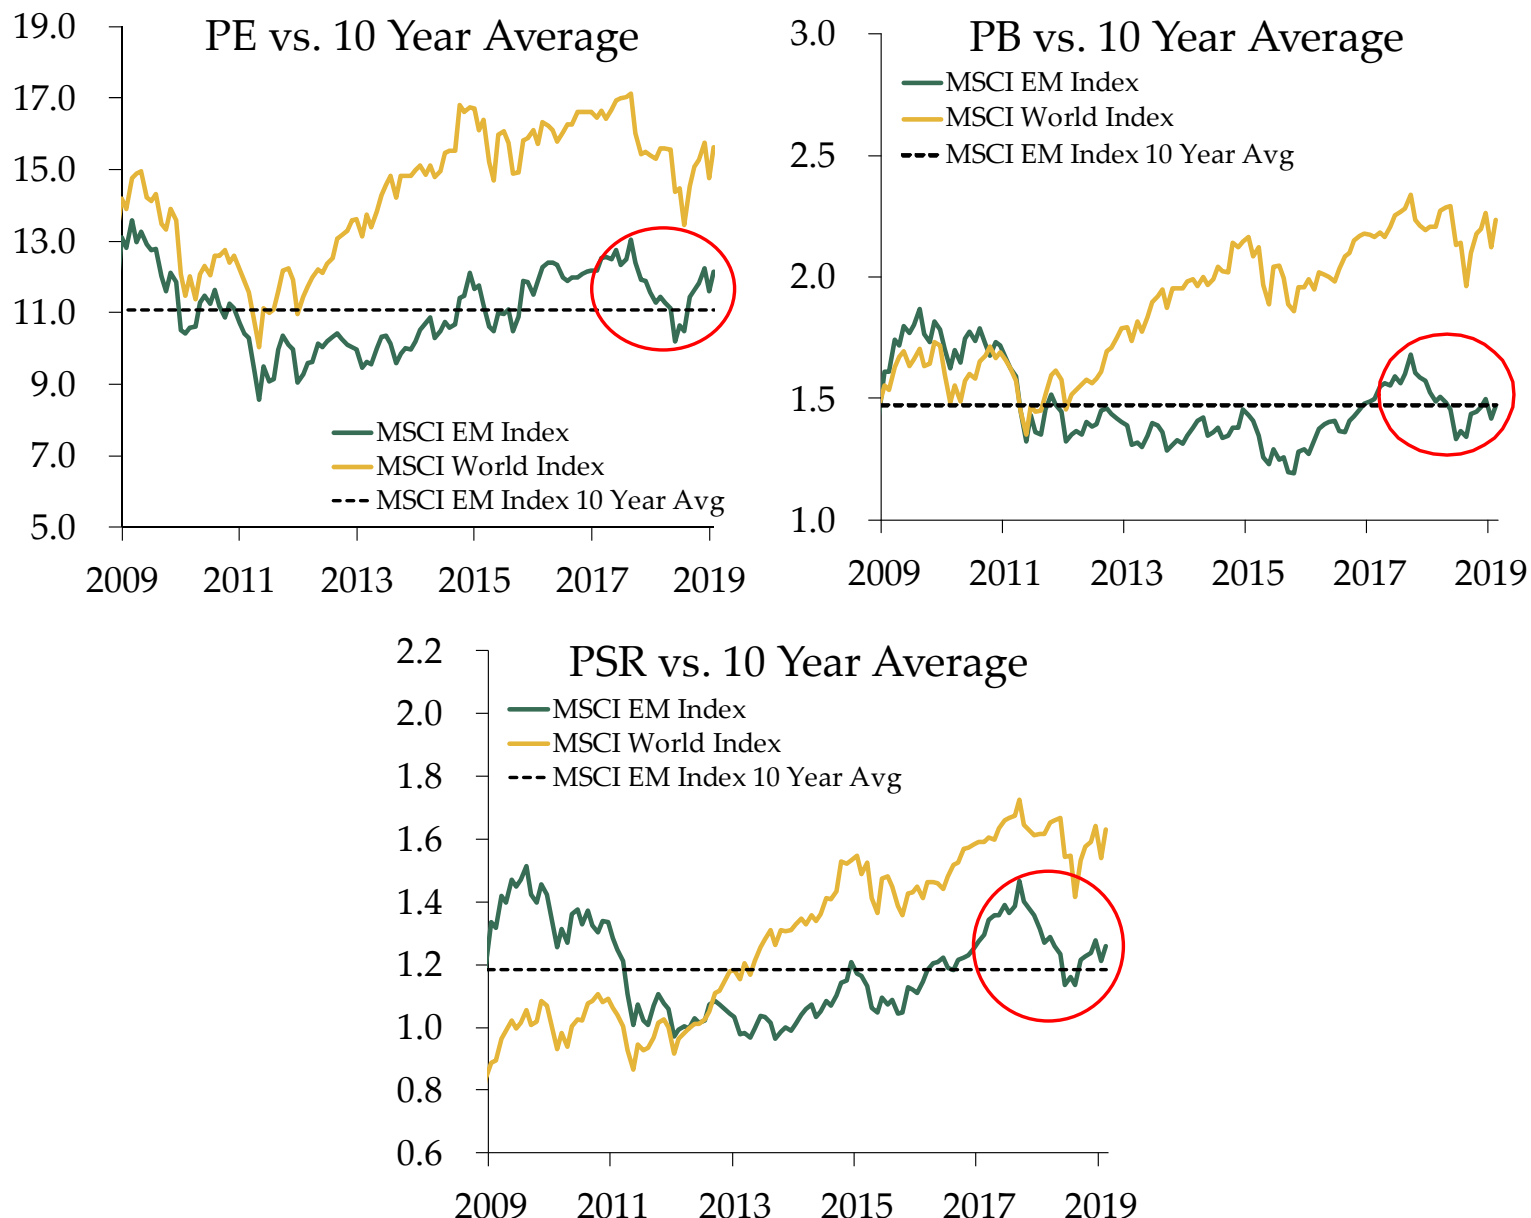 PE vs. 10 Year Average
19.0
17.0
15.0
13.0
11.0
9.0
7.0
5.0
MSCI EM Index
MSCI World Index
MSCI EM Index 10 Year Avg
2009 2011 2013 2015 2017 2019
PB vs. 10 Year Average
MSCI EM Index
MSCI World Index
MSCI EM Index 10 Year Avg
3.0
2.5
2.0
1.5
1.0
2009 2011 2013 2015 2017 2019
PSR vs. 10 Year Average
MSCI EM Index
MSCI World Index
MSCI EM Index 10 Year Avg
2.2
2.0
1.8
1.6
1.4
1.2
1.0
0.8
0.6
2009 2011 2013 2015 2017 2019